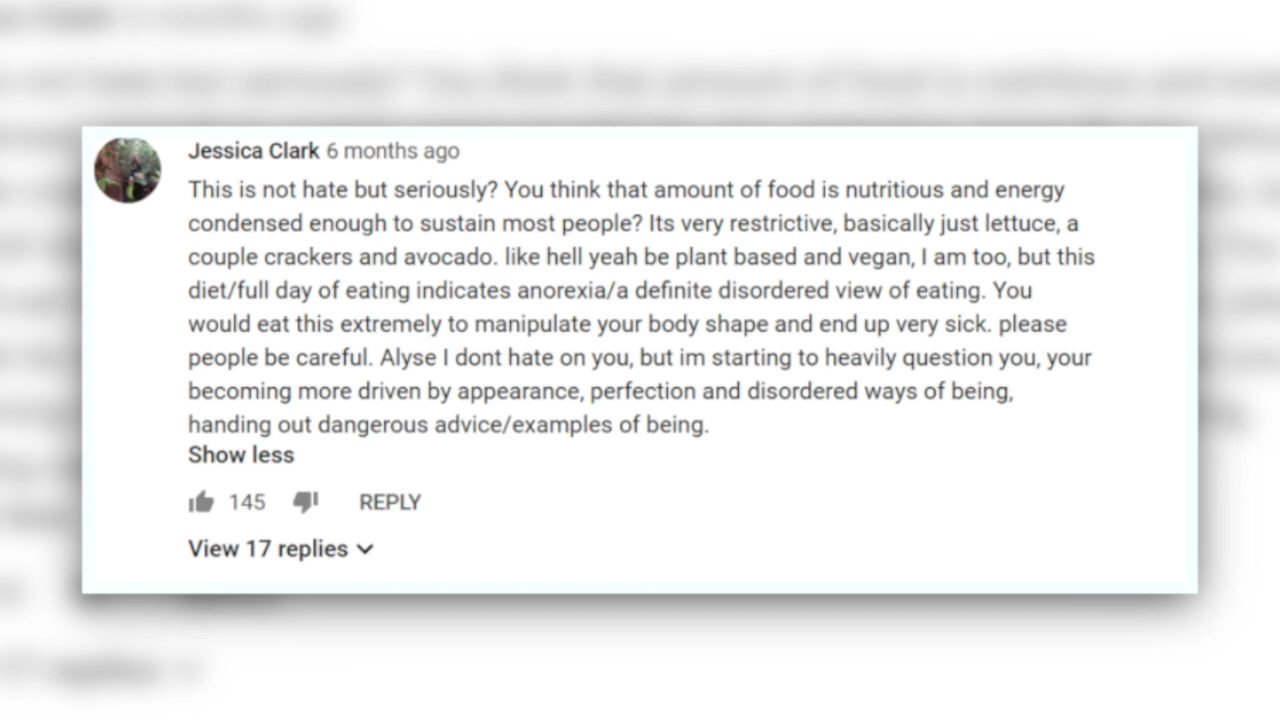 Jessica Clark 6 months ago
This is not hate but seriously? You think that amount of food is nutritious and energy
condensed enough to sustain most people? Its very restrictive, basically just lettuce, a
couple crackers and avocado. like hell yeah be plant based and vegan, I am too, but this
diet/full day of eating indicates anorexia/a definite disordered view of eating. You
would eat this extremely to manipulate your body shape and end up very sick. please
people be careful. Alyse I dont hate on you, but im starting to heavily question you, your
becoming more driven by appearance, perfection and disordered ways of being,
handing out dangerous advice/examples of being.
Show less
145 REPLY
View 17 replies